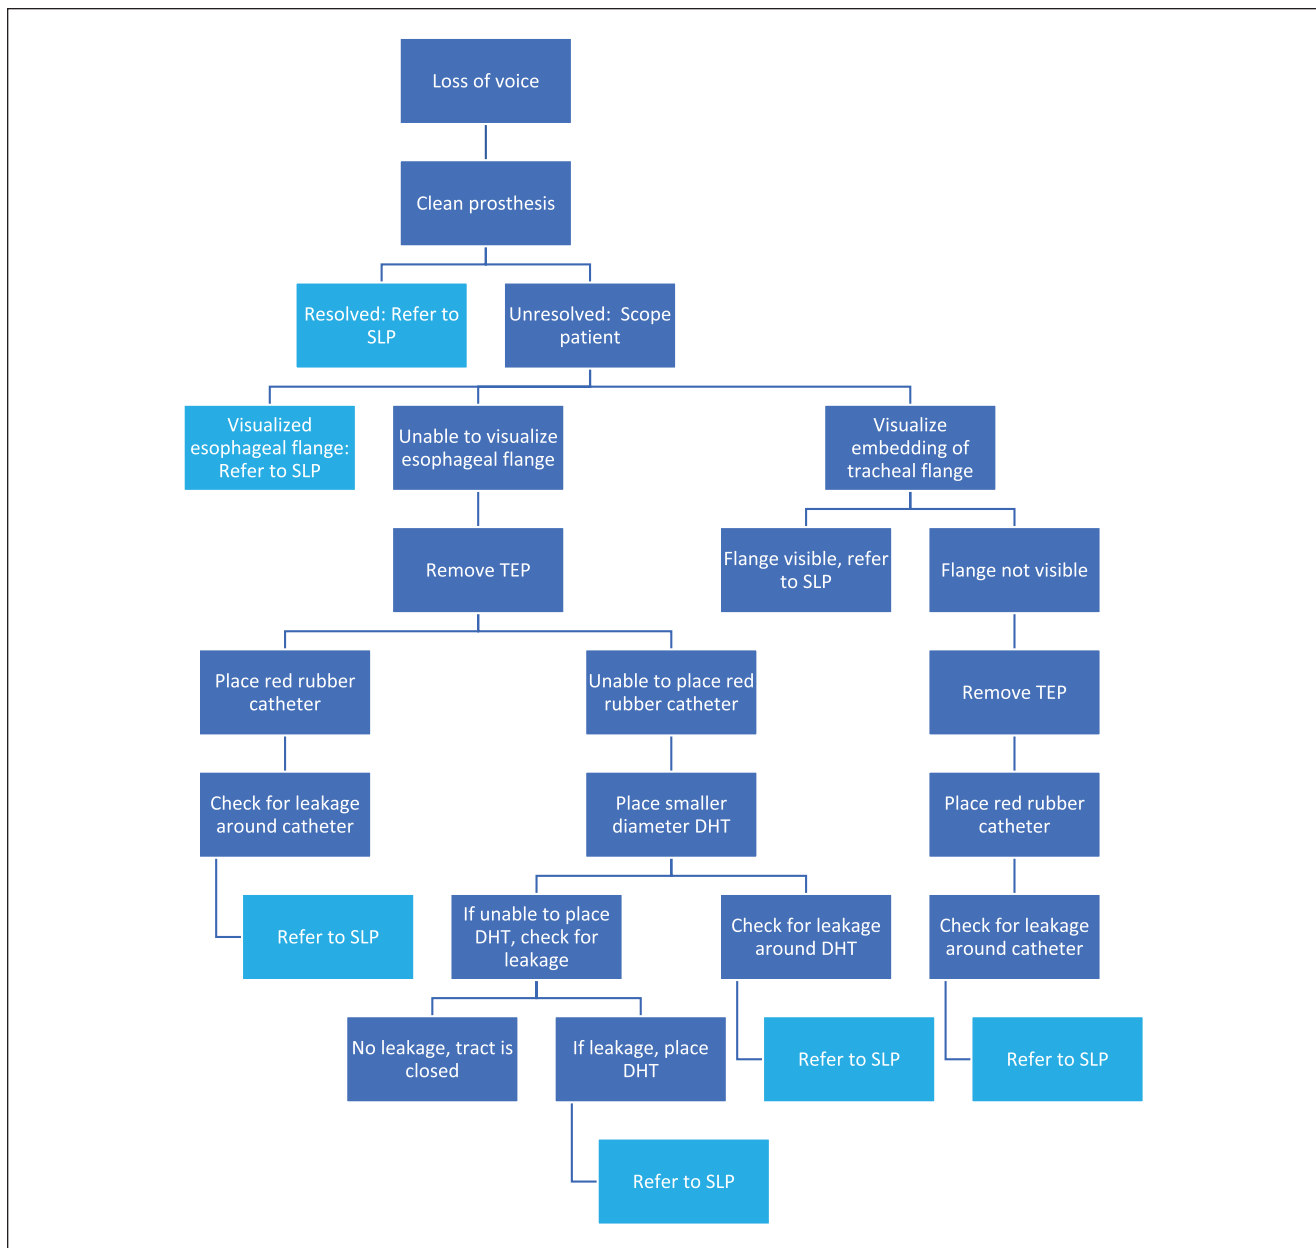 Loss of voice
Clean prosthesis
Resolved: Refer to
SLP
Unresolved:  Scope
patient
Visualized
esophageal flange:
Refer to SLP
Unable to visualize
esophageal flange
Visualize
embedding of
tracheal flange
Remove TEP
Flange visible, refer
to SLP
Flange not visible
Place red rubber
catheter
Unable to place red
rubber catheter
Remove TEP
Check for leakage
around catheter
Place smaller
diameter DHT
Place red rubber
catheter
Refer to SLP
If unable to place
DHT, check for
leakage
Check for leakage
around DHT
Check for leakage
around catheter
No leakage, tract is
closed
If leakage, place
DHT
Refer to SLP
Refer to SLP
Refer to SLP